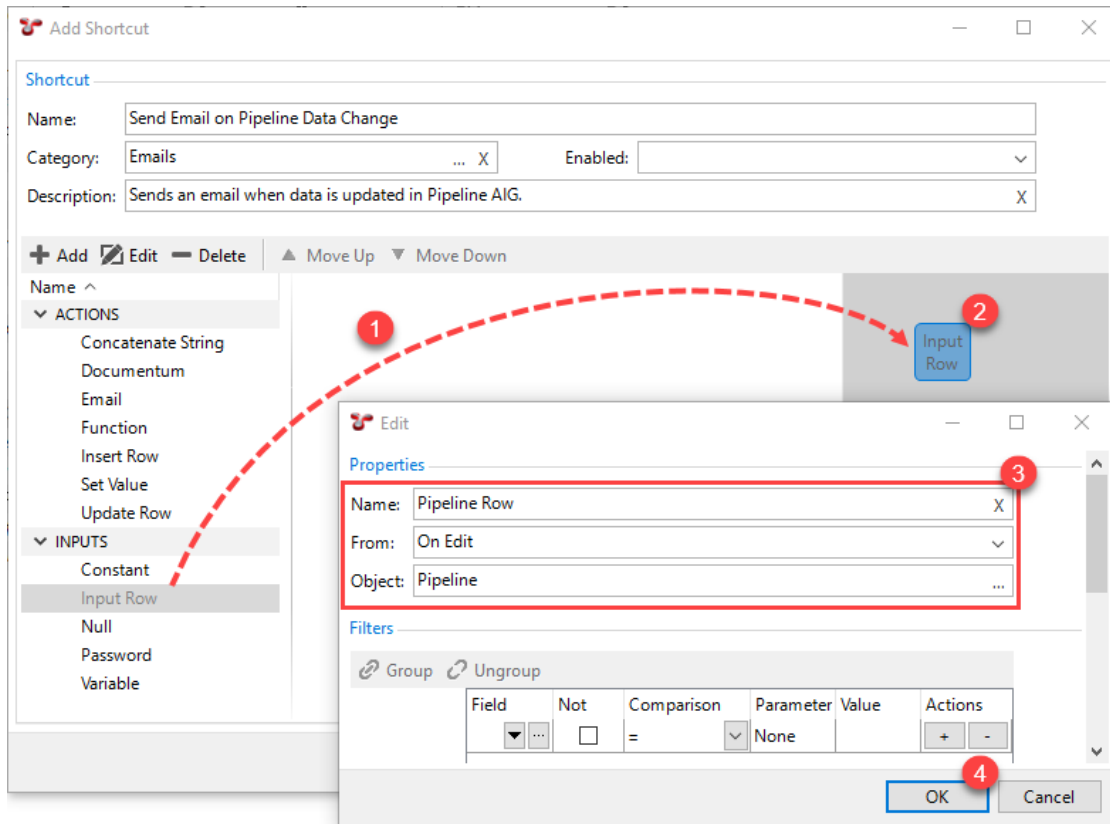 Add Shortcut
Shortcut
Name: Send Email on Pipeline Data Change
Category: Emails ... X Enabled:
Description: Sends an email when data is updated in Pipeline AIG. X
Add Edit Delete Move Up Move Down
Name
ACTIONS
1
2
Concatenate String
Input
Row
Documentum
Email
Function
Insert Row
Set Value
Update Row
INPUTS
Constant
Input Row
Null
Password
Variable
Edit
Properties
3
Name: Pipeline Row X
From: On Edit
Object: Pipeline ...
Filters
Group Ungroup
Field Not Comparison Parameter Value Actions
... = None + -
4
OK Cancel